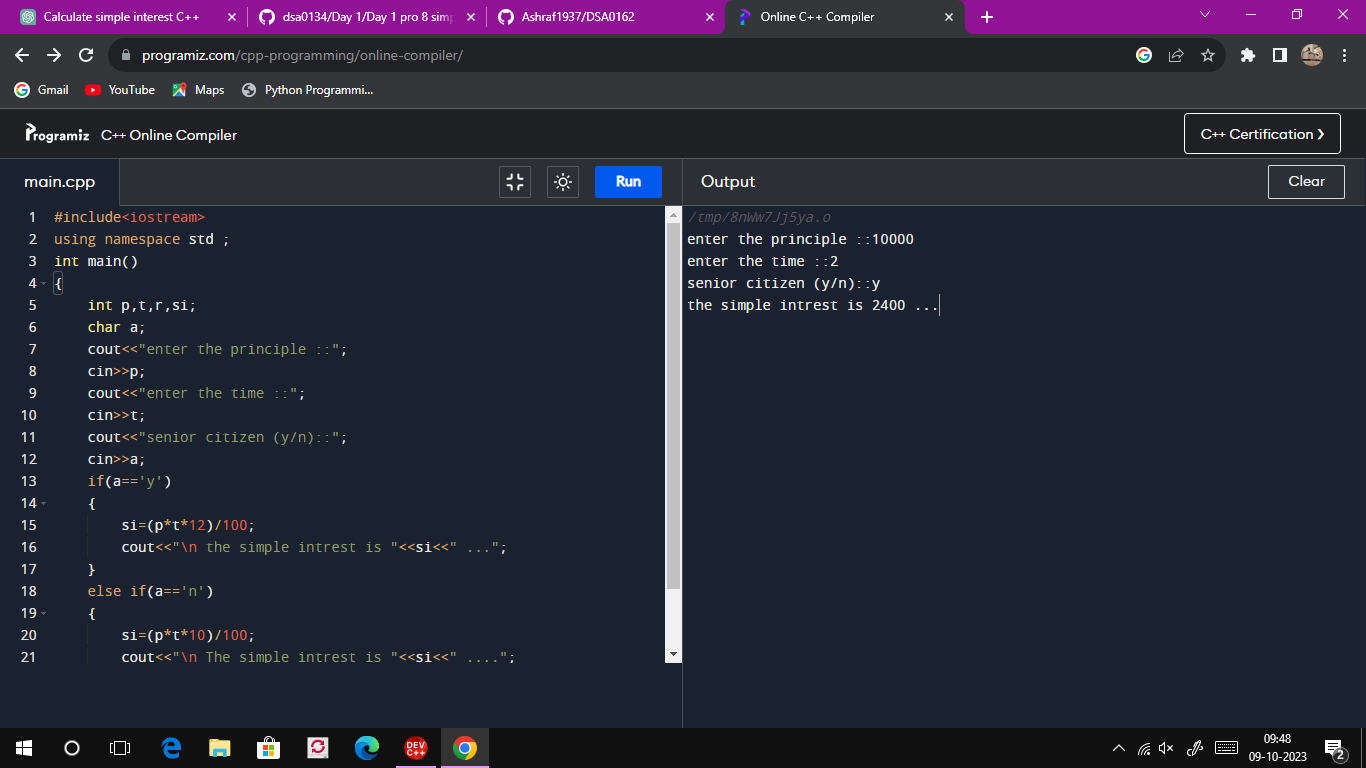 Calculate simple interest C++
dsa0134/Day 1/Day 1 pro 8 simp
Ashraf1937/DSA0162
Online C++ Compiler
programiz.com/cpp-programming/online-compiler/
Gmail
YouTube
Maps
Python Programmi...
Programiz
C++ Online Compiler
C++ Certification ❯
main.cpp
Run
1 #include<iostream>
2 using namespace std ;
3 int main()
4 {
5 int p,t,r,si;
6 char a;
7 cout<<"enter the principle ::";
8 cin>>p;
9 cout<<"enter the time ::";
10 cin>>t;
11 cout<<"senior citizen (y/n)::";
12 cin>>a;
13 if(a=='y')
14 {
15 si=(p*t*12)/100;
16 cout<<"\n the simple intrest is "<<si<<" ...";
17 }
18 else if(a=='n')
19 {
20 si=(p*t*10)/100;
21 cout<<"\n The simple intrest is "<<si<<" ....";
Output
Clear
/tmp/8nWw7Jj5ya.o
enter the principle ::10000
enter the time ::2
senior citizen (y/n)::y
the simple intrest is 2400 ...
DEV
C++
09:48
09-10-2023
2